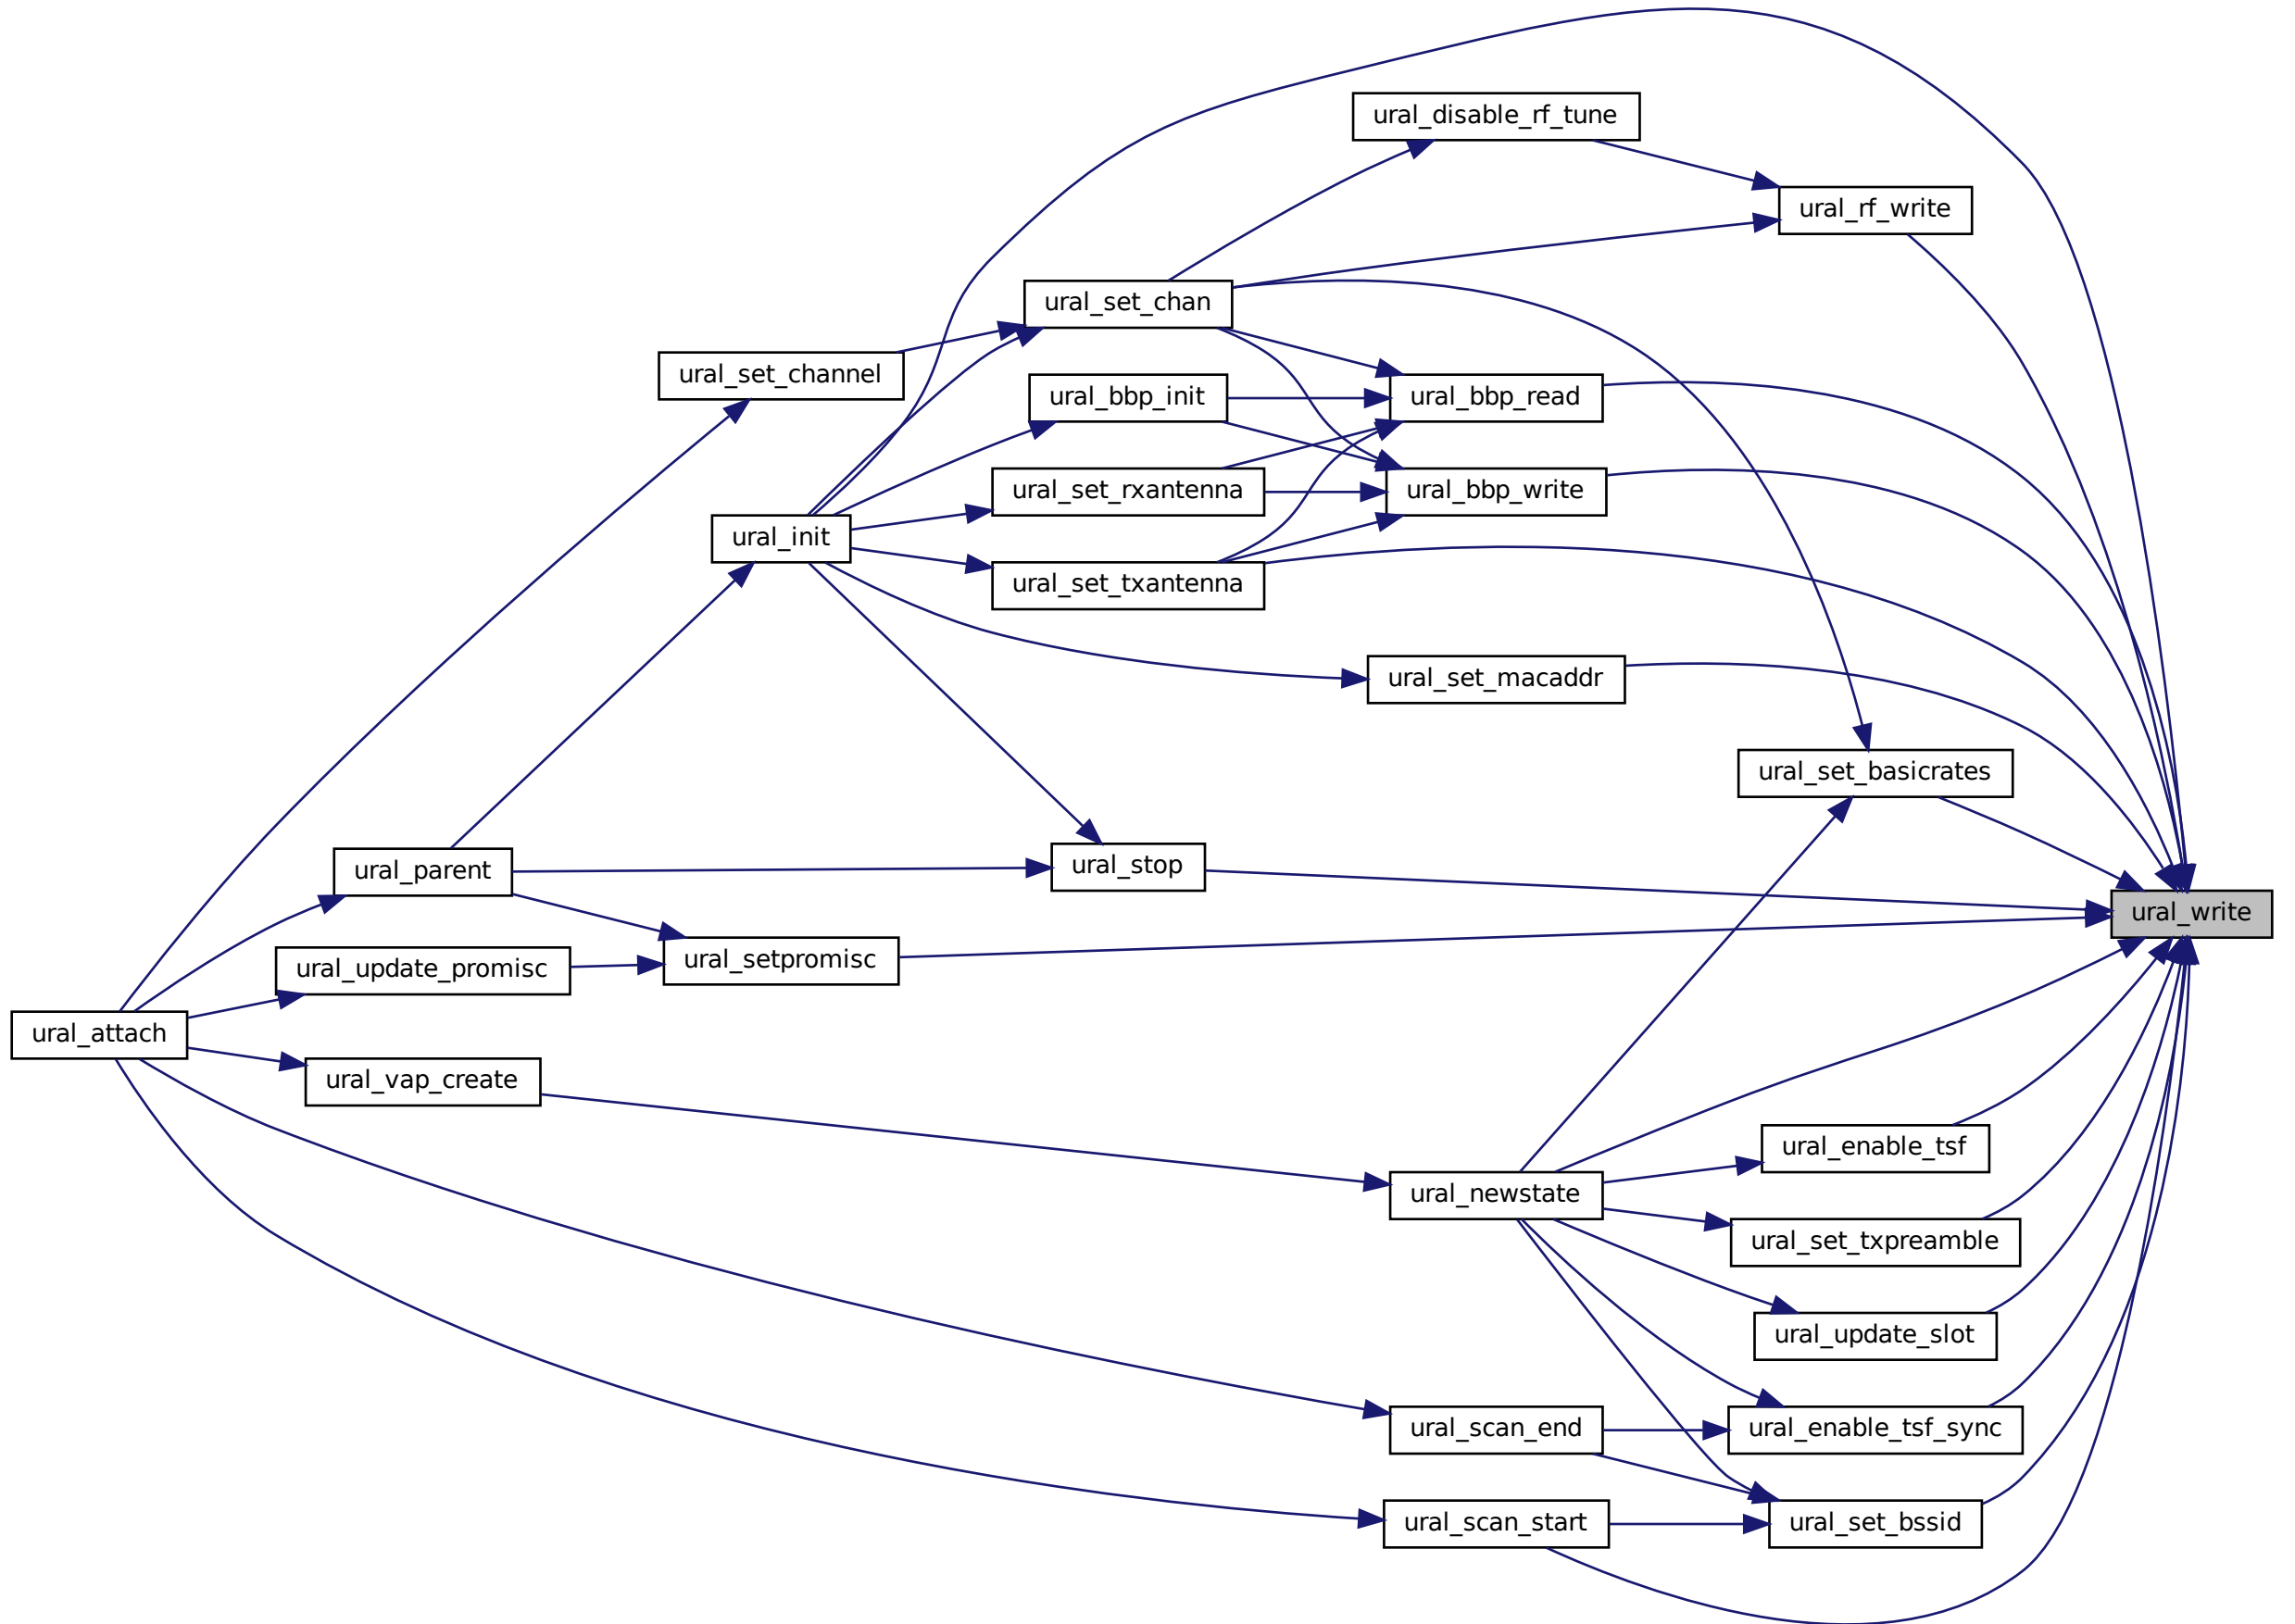 ural_disable_rf_tune
ural_rf_write
ural_set_chan
ural_set_channel
ural_bbp_init
ural_bbp_read
ural_set_rxantenna
ural_bbp_write
ural_init
ural_set_txantenna
ural_set_macaddr
ural_set_basicrates
ural_parent
ural_stop
ural_write
ural_update_promisc
ural_setpromisc
ural_attach
ural_vap_create
ural_enable_tsf
ural_newstate
ural_set_txpreamble
ural_update_slot
ural_scan_end
ural_enable_tsf_sync
ural_scan_start
ural_set_bssid